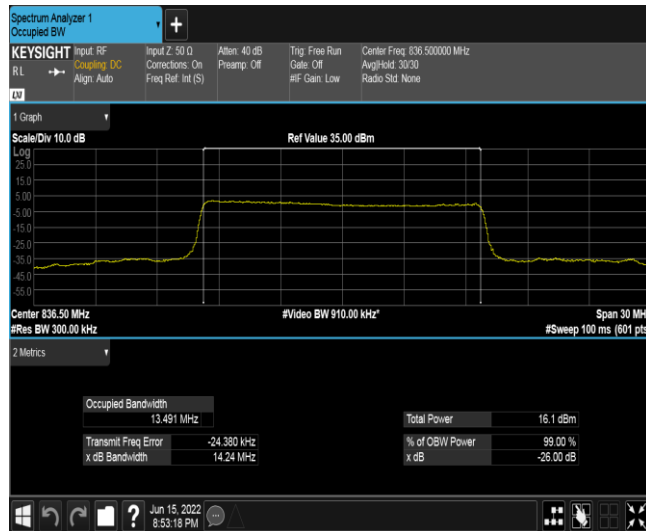 Spectrum Analyzer 1
Occupied BW
+
KEYSIGHT
RL
LXI
Input: RF
Coupling: DC
Align: Auto
Input Z: 50 Ω
Corrections: On
Freq Ref: Int (S)
Atten: 40 dB
Preamp: Off
Trig: Free Run
Gate: Off
#IF Gain: Low
Center Freq: 836.500000 MHz
Avg|Hold: 30/30
Radio Std: None
1 Graph
Scale/Div 10.0 dB
Ref Value 35.00 dBm
Log
25.0
15.0
5.00
-5.00
-15.0
-25.0
-35.0
-45.0
-55.0
Center 836.50 MHz
#Video BW 910.00 kHz*
Span 30 MH
#Res BW 300.00 kHz
#Sweep 100 ms (601 pts
2 Metrics
Occupied Bandwidth
13.491 MHz
Total Power 16.1 dBm
Transmit Freq Error -24.380 kHz
% of OBW Power 99.00 %
x dB Bandwidth 14.24 MHz
x dB -26.00 dB
?
Jun 15, 2022
8:53:18 PM